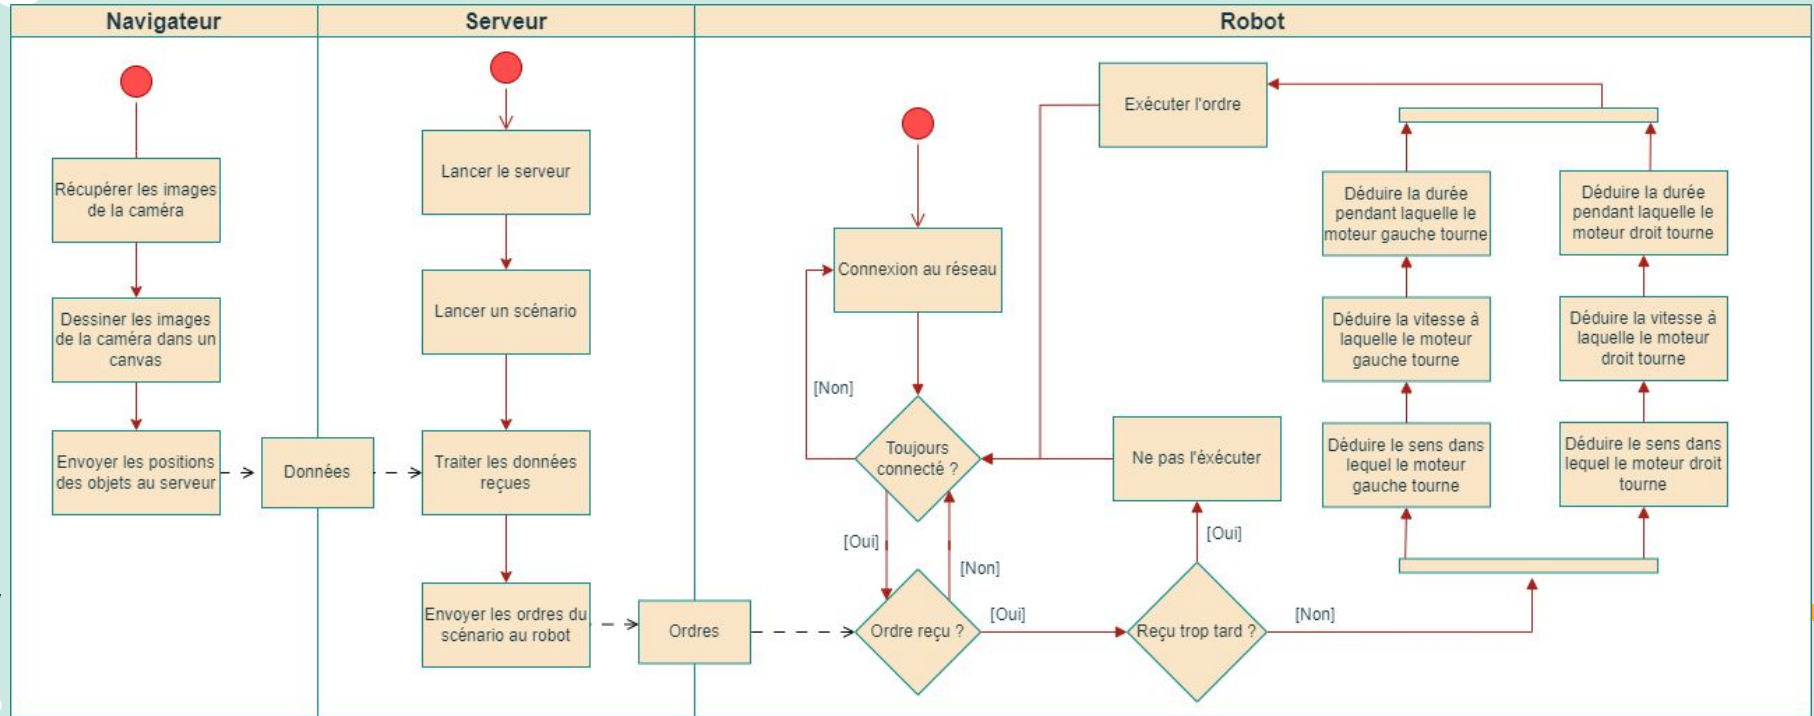 Navigateur
Serveur
Robot
Récupérer les images
de la caméra
Dessiner les images
de la caméra dans un
canvas
Envoyer les positions
des objets au serveur
Données
Lancer le serveur
Lancer un scénario
Traiter les données
reçues
Envoyer les ordres du
scénario au robot
Ordres
Connexion au réseau
[Non]
Toujours
connecté ?
[Oui]
[Non]
Ordre reçu ?
[Oui]
Reçu trop tard ?
[Oui]
Ne pas l'éxécuter
[Non]
Déduire le sens dans
lequel le moteur
gauche tourne
Déduire la vitesse à
laquelle le moteur
gauche tourne
Déduire la durée
pendant laquelle le
moteur gauche tourne
Déduire le sens dans
lequel le moteur droit
tourne
Déduire la vitesse à
laquelle le moteur
droit tourne
Déduire la durée
pendant laquelle le
moteur droit tourne
Exécuter l'ordre